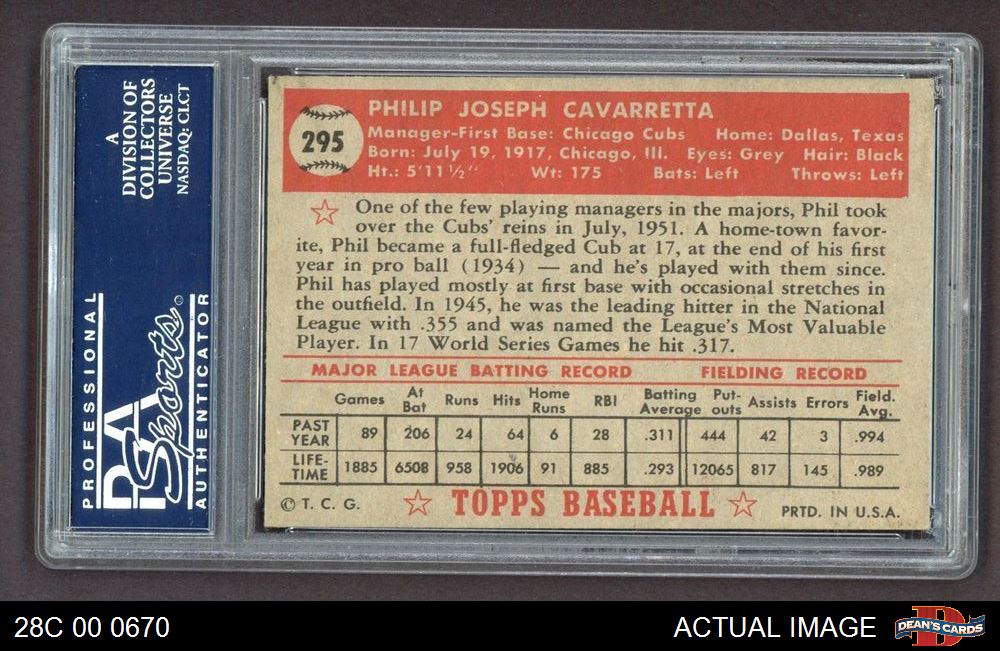 A
DIVISION OF
COLLECTORS
UNIVERSE
NASDAQ: CLCT
PROFESSIONAL
PSA
Sports®
AUTHENTICATOR
295
PHILIP JOSEPH CAVARRETTA
Manager-First Base: Chicago Cubs Home: Dallas, Texas
Born: July 19, 1917, Chicago, Ill. Eyes: Grey Hair: Black
Ht.: 5'11½" Wt: 175 Bats: Left Throws: Left
One of the few playing managers in the majors, Phil took
over the Cubs' reins in July, 1951. A home-town favor-
ite, Phil became a full-fledged Cub at 17, at the end of his first
year in pro ball (1934) — and he's played with them since.
Phil has played mostly at first base with occasional stretches in
the outfield. In 1945, he was the leading hitter in the National
League with .355 and was named the League's Most Valuable
Player. In 17 World Series Games he hit .317.
MAJOR LEAGUE BATTING RECORD FIELDING RECORD
Games At Bat Runs Hits Home Runs RBI Batting Average Put-outs Assists Errors Field. Avg.
PAST YEAR 89 206 24 64 6 28 .311 444 42 3 .994
LIFE-TIME 1885 6508 958 1906 91 885 .293 12065 817 145 .989
© T. C. G. TOPPS BASEBALL PRTD. IN U.S.A.
28C 00 0670 ACTUAL IMAGE D DEAN'S CARDS